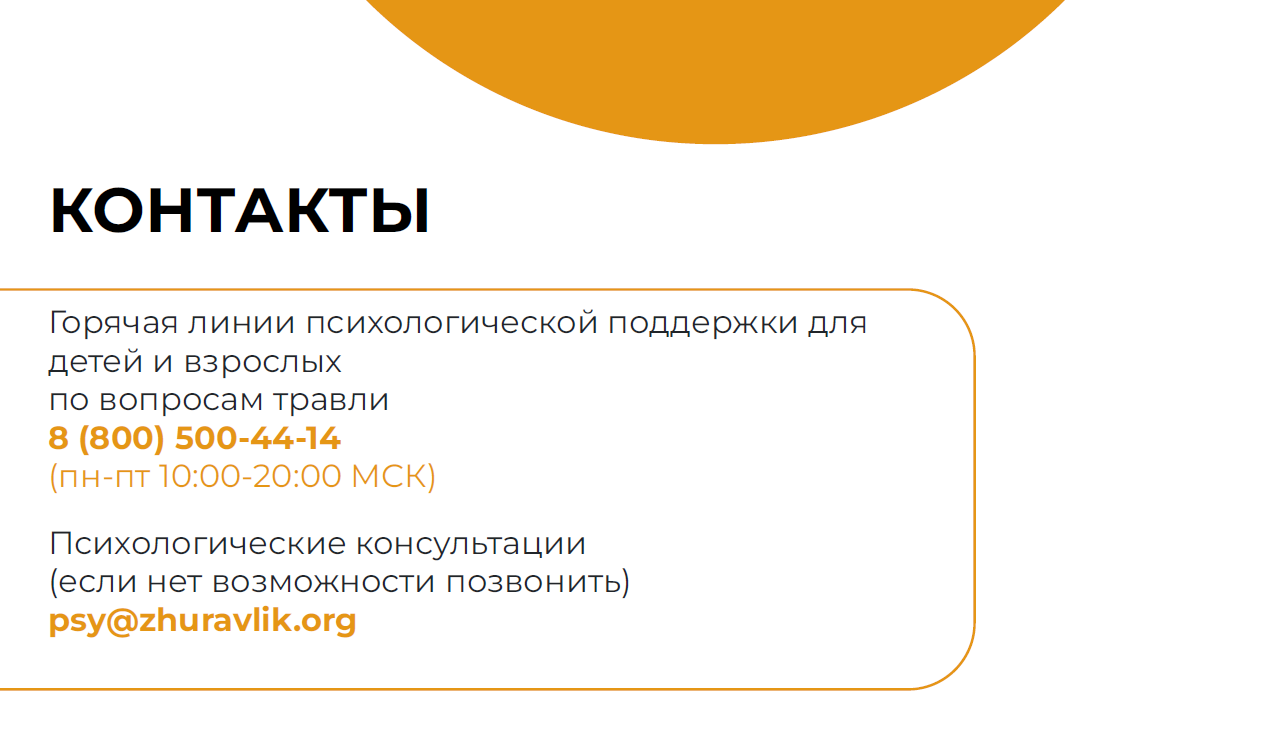 КОНТАКТЫ
Горячая линии психологической поддержки для
детей и взрослых
по вопросам травли
8 (800) 500-44-14
(пн-пт 10:00-20:00 МСК)
Психологические консультации
(если нет возможности позвонить)
psy@zhuravlik.org